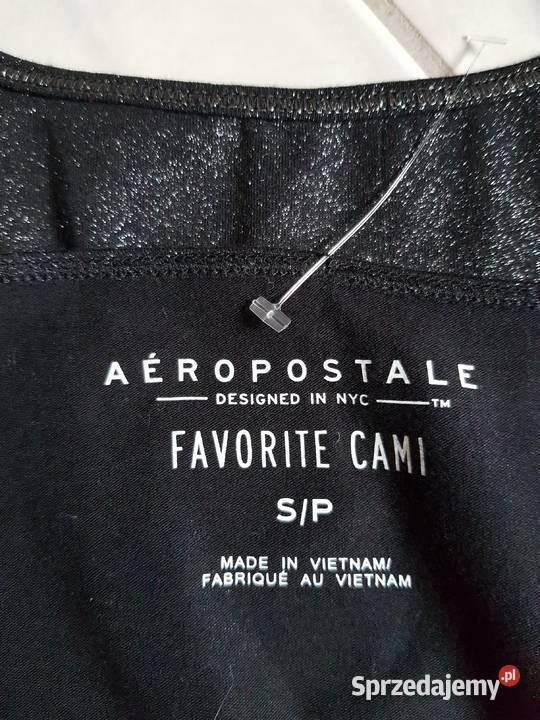 AÉROPOSTALE
DESIGNED IN NYC TM
FAVORITE CAMI
S/P
MADE IN VIETNAM/
FABRIQUÉ AU VIETNAM
Sprzedajemy.pl